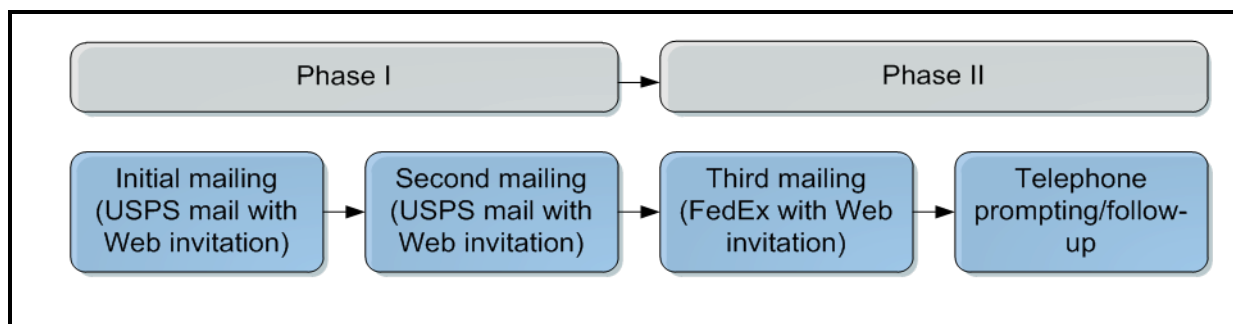 Phase I
Phase II
Initial mailing
(USPS mail with
Web invitation)
Second mailing
(USPS mail with
Web invitation)
Third mailing
(FedEx with Web
invitation)
Telephone
prompting/follow-
up